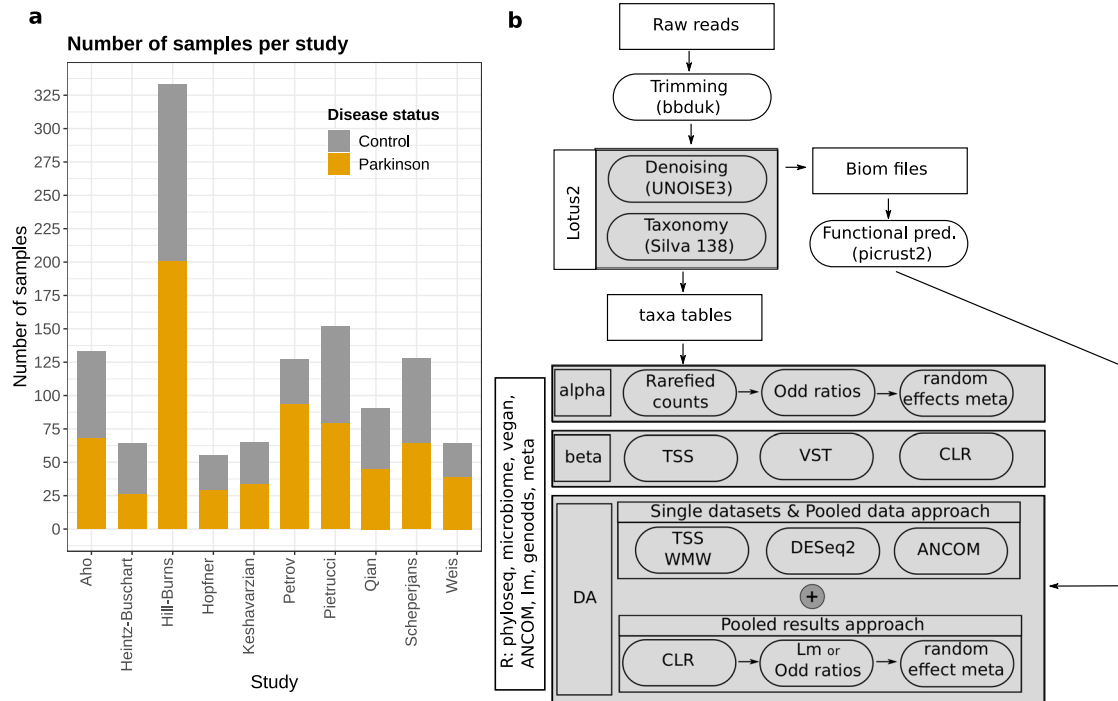 a
Number of samples per study
Number of samples
325
300
275
250
225
200
175
150
125
100
75
50
25
0
Disease status
Control
Parkinson
Aho
Heintz-Buschart
Hill-Burns
Hopfner
Keshavarzian
Petrov
Pietrucci
Qian
Scheperjans
Weis
Study
b
Raw reads
Trimming
(bbduk)
Lotus2
Denoising
(UNOISE3)
Taxonomy
(Silva 138)
Biom files
Functional pred.
(picrust2)
taxa tables
R: phyloseq, microbiome, vegan,
ANCOM, lm, genodds, meta
alpha
Rarefied
counts
Odd ratios
random
effects meta
beta
TSS
VST
CLR
DA
Single datasets & Pooled data approach
TSS
WMW
DESeq2
ANCOM
+
Pooled results approach
CLR
Lm or
Odd ratios
random
effect meta